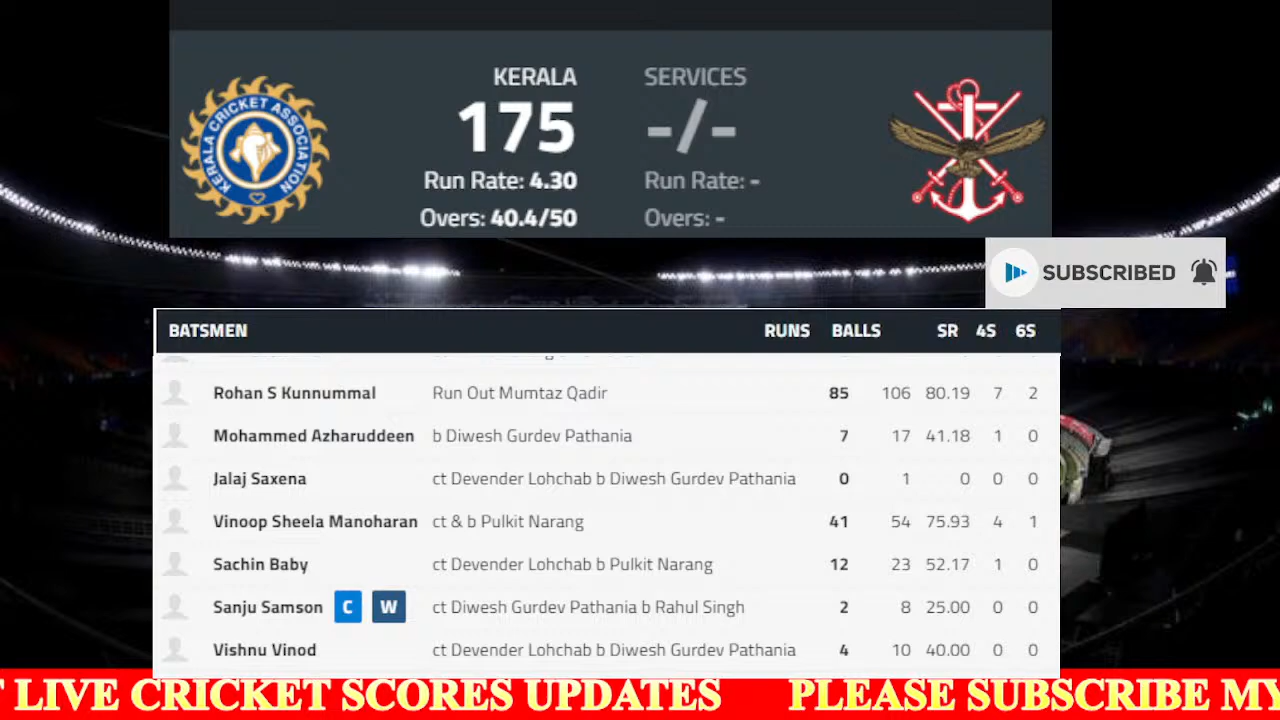 KERALA
175
Run Rate: 4.30
Overs: 40.4/50
SERVICES
-/-
Run Rate: -
Overs: -
KERALA CRICKET ASSOCIATION
SUBSCRIBED
BATSMEN RUNS BALLS SR 4S 6S
Rohan S Kunnummal Run Out Mumtaz Qadir 85 106 80.19 7 2
Mohammed Azharuddeen b Diwesh Gurdev Pathania 7 17 41.18 1 0
Jalaj Saxena ct Devender Lohchab b Diwesh Gurdev Pathania 0 1 0 0 0
Vinoop Sheela Manoharan ct & b Pulkit Narang 41 54 75.93 4 1
Sachin Baby ct Devender Lohchab b Pulkit Narang 12 23 52.17 1 0
Sanju Samson C W ct Diwesh Gurdev Pathania b Rahul Singh 2 8 25.00 0 0
Vishnu Vinod ct Devender Lohchab b Diwesh Gurdev Pathania 4 10 40.00 0 0
T LIVE CRICKET SCORES UPDATES PLEASE SUBSCRIBE MY